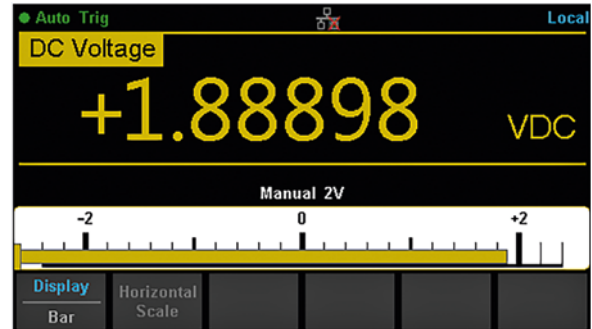 Auto Trig Local
DC Voltage
+1.88898 VDC
Manual 2V
-2 0 +2
Display Horizontal
Bar Scale